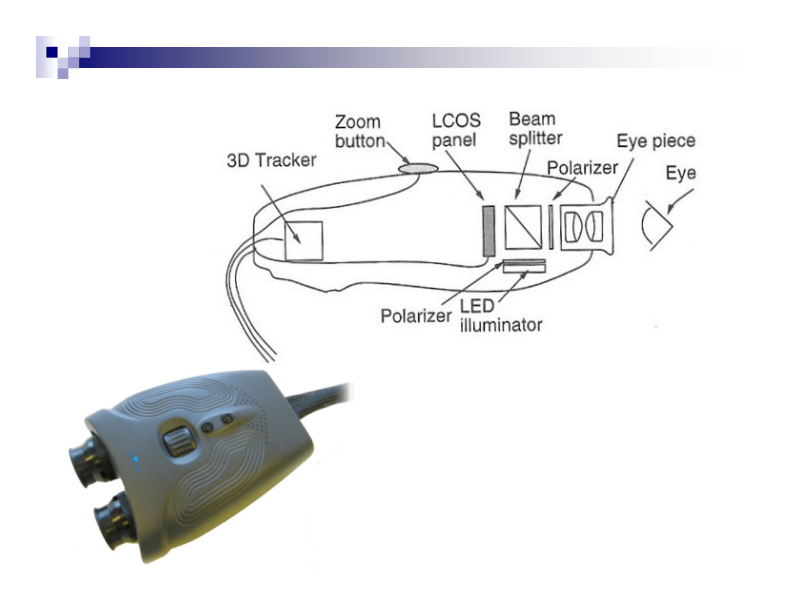 Zoom
button
LCOS
panel
Beam
splitter
Eye piece
3D Tracker
Polarizer
Eye
Polarizer
LED
illuminator